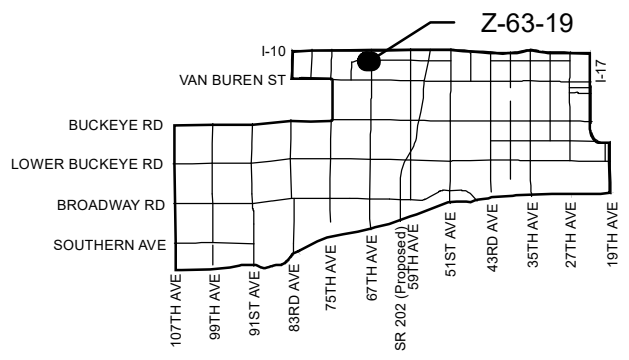 Z-63-19
I-10
I-17
VAN BUREN ST
BUCKEYE RD
LOWER BUCKEYE RD
BROADWAY RD
SOUTHERN AVE
107TH AVE
99TH AVE
91ST AVE
83RD AVE
75TH AVE
67TH AVE
SR 202 (Proposed)
59TH AVE
51ST AVE
43RD AVE
35TH AVE
27TH AVE
19TH AVE